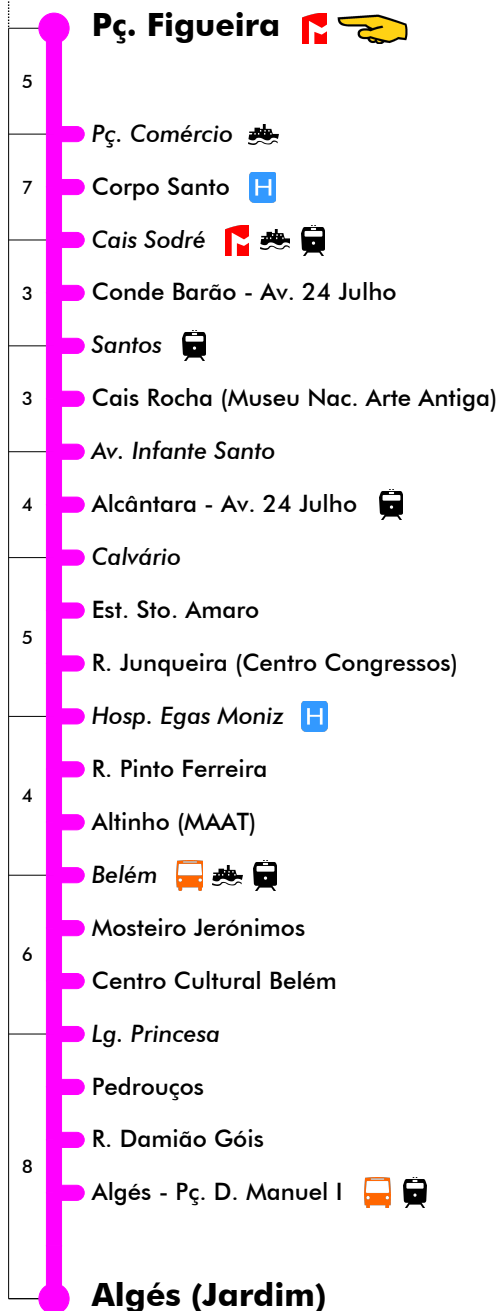 Pç. Figueira
5
Pç. Comércio
7
Corpo Santo H
Cais Sodré
3
Conde Barão - Av. 24 Julho
Santos
3
Cais Rocha (Museu Nac. Arte Antiga)
Av. Infante Santo
4
Alcântara - Av. 24 Julho
Calvário
Est. Sto. Amaro
5
R. Junqueira (Centro Congressos)
Hosp. Egas Moniz H
R. Pinto Ferreira
4
Altinho (MAAT)
Belém
Mosteiro Jerónimos
6
Centro Cultural Belém
Lg. Princesa
Pedrouços
R. Damião Góis
8
Algés - Pç. D. Manuel I
Algés (Jardim)